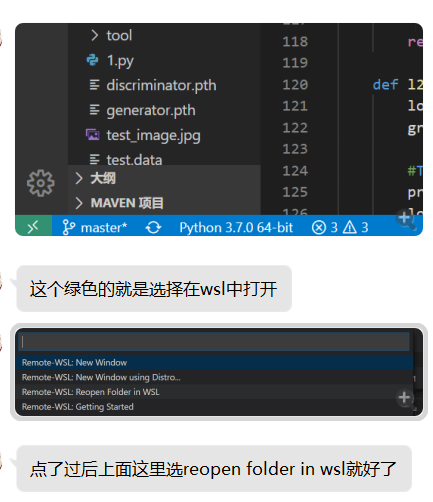 tool
118
re
1.py
119
discriminator.pth
120
def l2
generator.pth
121
lo
test_image.jpg
122
gr
123
test.data
大纲
124
#T
MAVEN 项目
125
pr
126
lo
master*
Python 3.7.0 64-bit
3
3
这个绿色的就是选择在wsl中打开
Remote-WSL: New Window
Remote-WSL: New Window using Distro...
Remote-WSL: Reopen Folder in WSL
Remote-WSL: Getting Started
点了过后上面这里选reopen folder in wsl就好了